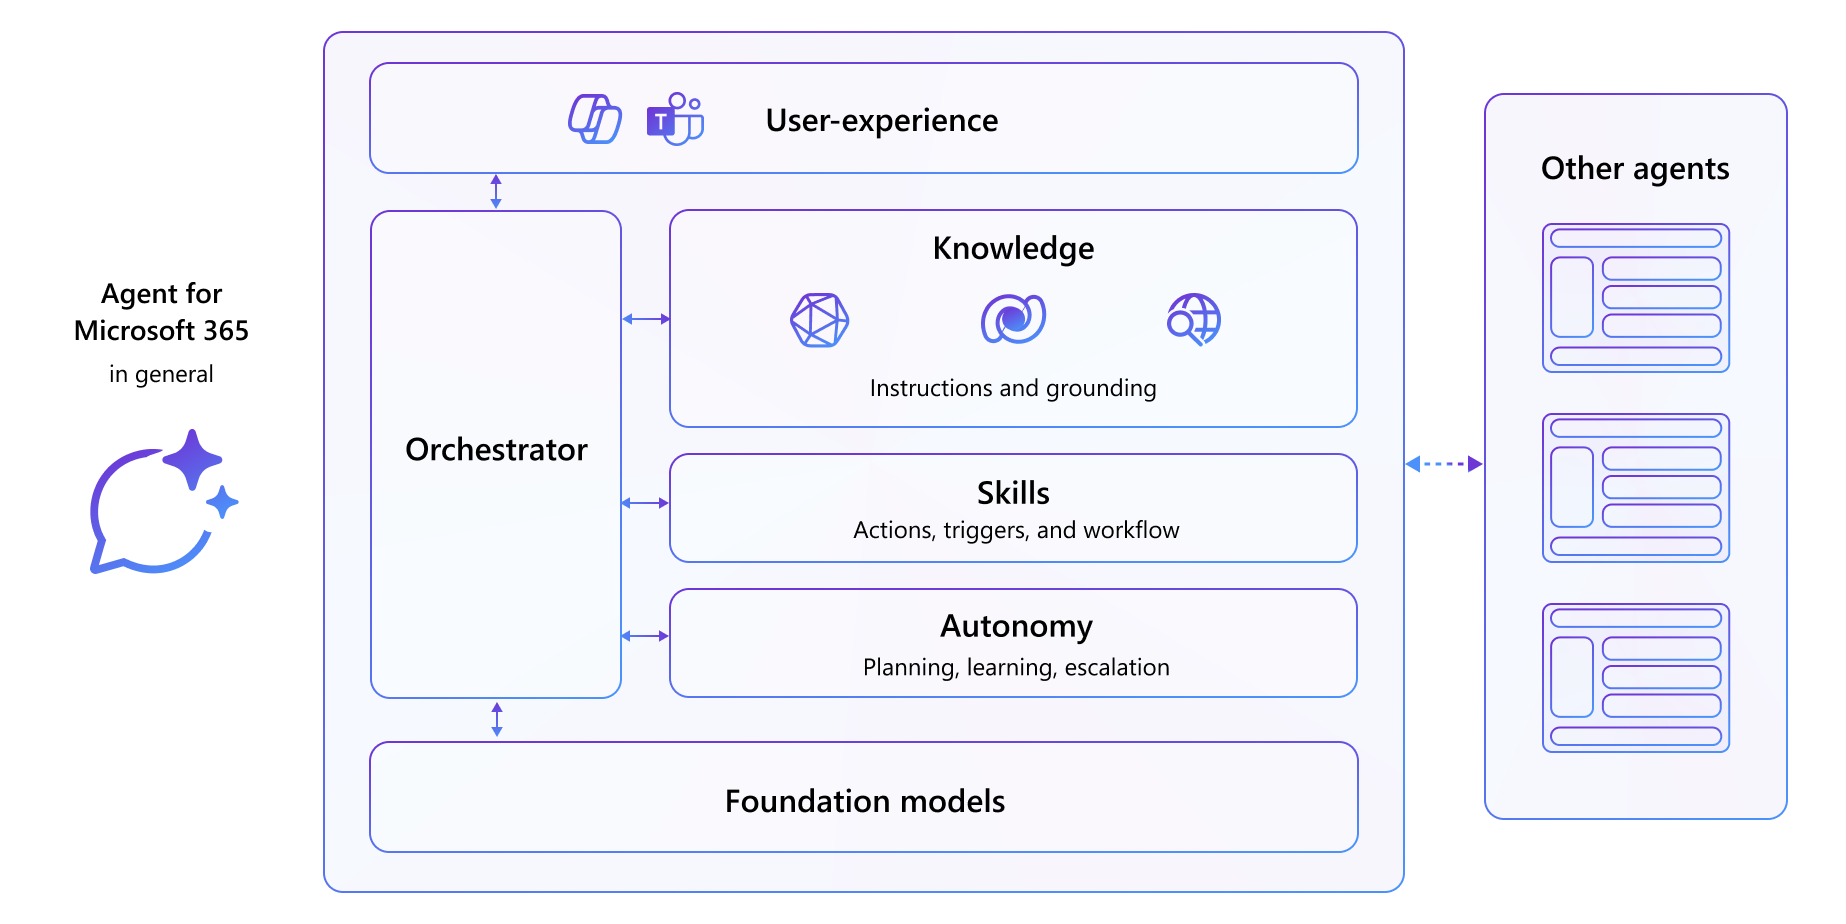 Agent for
Microsoft 365
in general
User-experience
T
Orchestrator
Knowledge
Instructions and grounding
Skills
Actions, triggers, and workflow
Autonomy
Planning, learning, escalation
Foundation models
Other agents